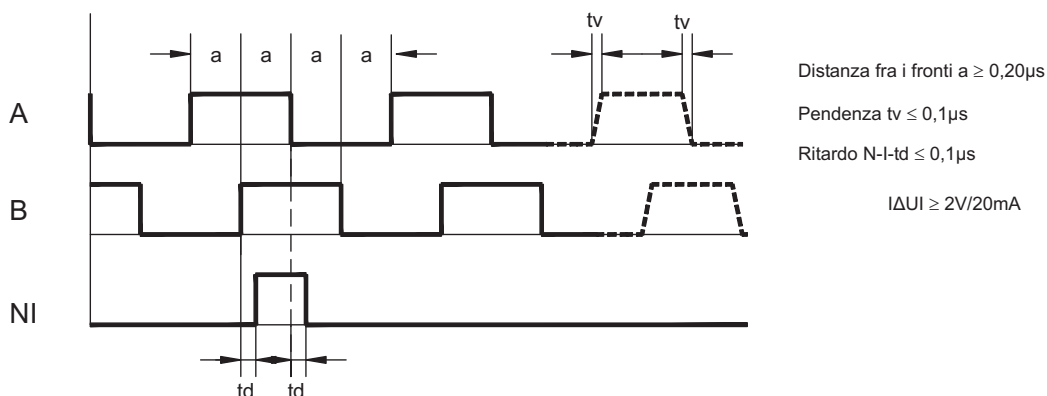 tv tv
a a a a
Distanza fra i fronti a ≥ 0,20µs
A
Pendenza tv ≤ 0,1µs
Ritardo N-I-td ≤ 0,1µs
B
IΔUI ≥ 2V/20mA
NI
td td